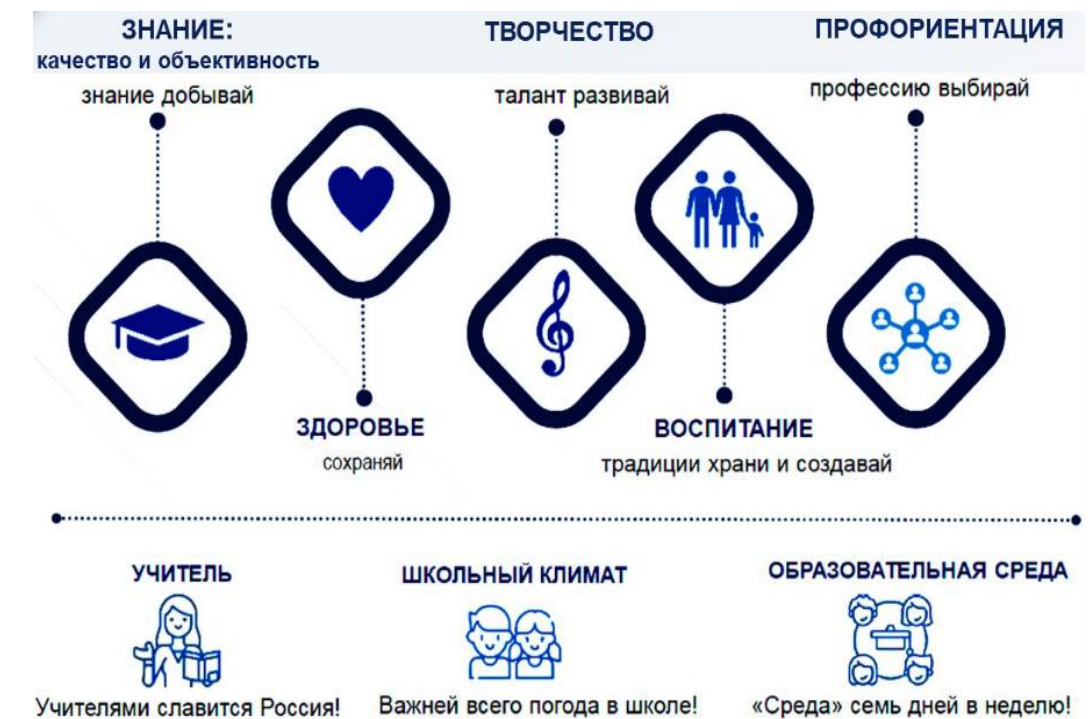 ЗНАНИЕ:
качество и объективность
знание добывай
ТВОРЧЕСТВО
талант развивай
ПРОФОРИЕНТАЦИЯ
профессию выбирай
ЗДОРОВЬЕ
сохраняй
ВОСПИТАНИЕ
традиции храни и создавай
УЧИТЕЛЬ
Учителями славится Россия!
ШКОЛЬНЫЙ КЛИМАТ
Важней всего погода в школе!
ОБРАЗОВАТЕЛЬНАЯ СРЕДА
«Среда» семь дней в неделю!